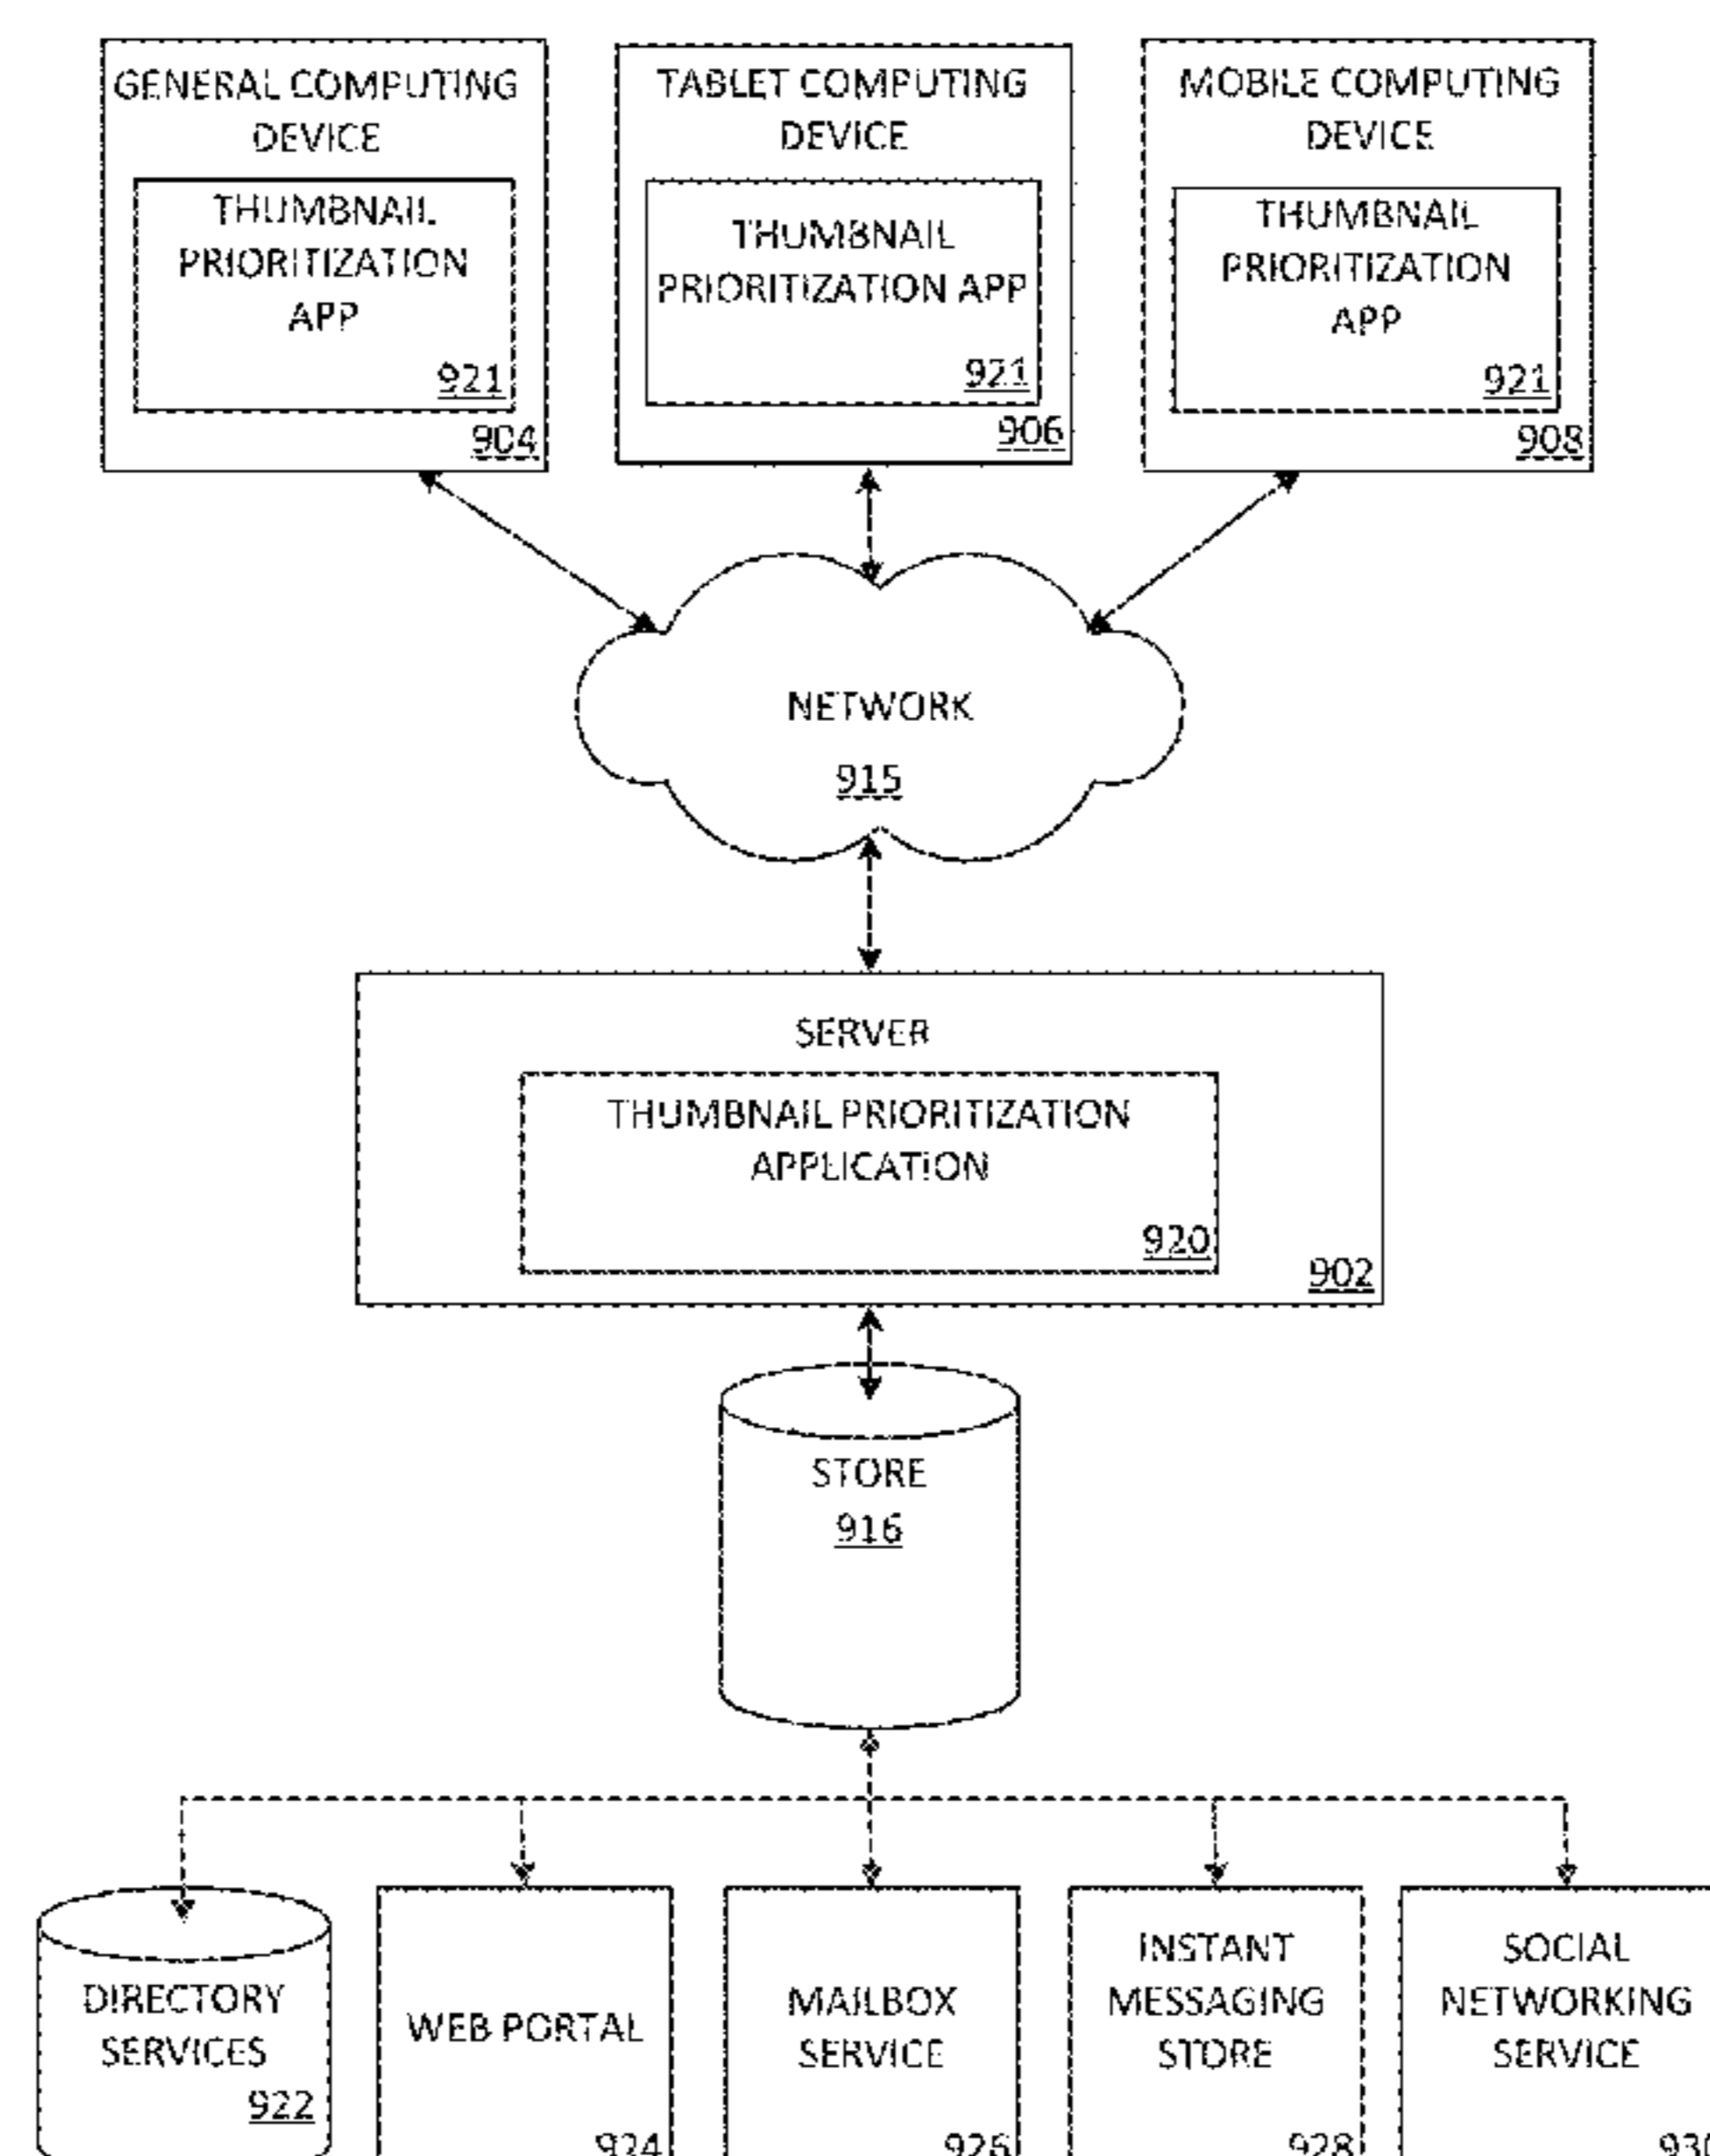 GENERAL COMPUTING
DEVICE
THUMBNAIL
PRIORITIZATION
APP
921
904
TABLET COMPUTING
DEVICE
THUMBNAIL
PRIORITIZATION APP
921
906
MOBILE COMPUTING
DEVICE
THUMBNAIL
PRIORITIZATION
APP
921
908
NETWORK
915
SERVER
THUMBNAIL PRIORITIZATION
APPLICATION
920
902
STORE
916
DIRECTORY
SERVICES
922
WEB PORTAL
924
MAILBOX
SERVICE
926
INSTANT
MESSAGING
STORE
928
SOCIAL
NETWORKING
SERVICE
930